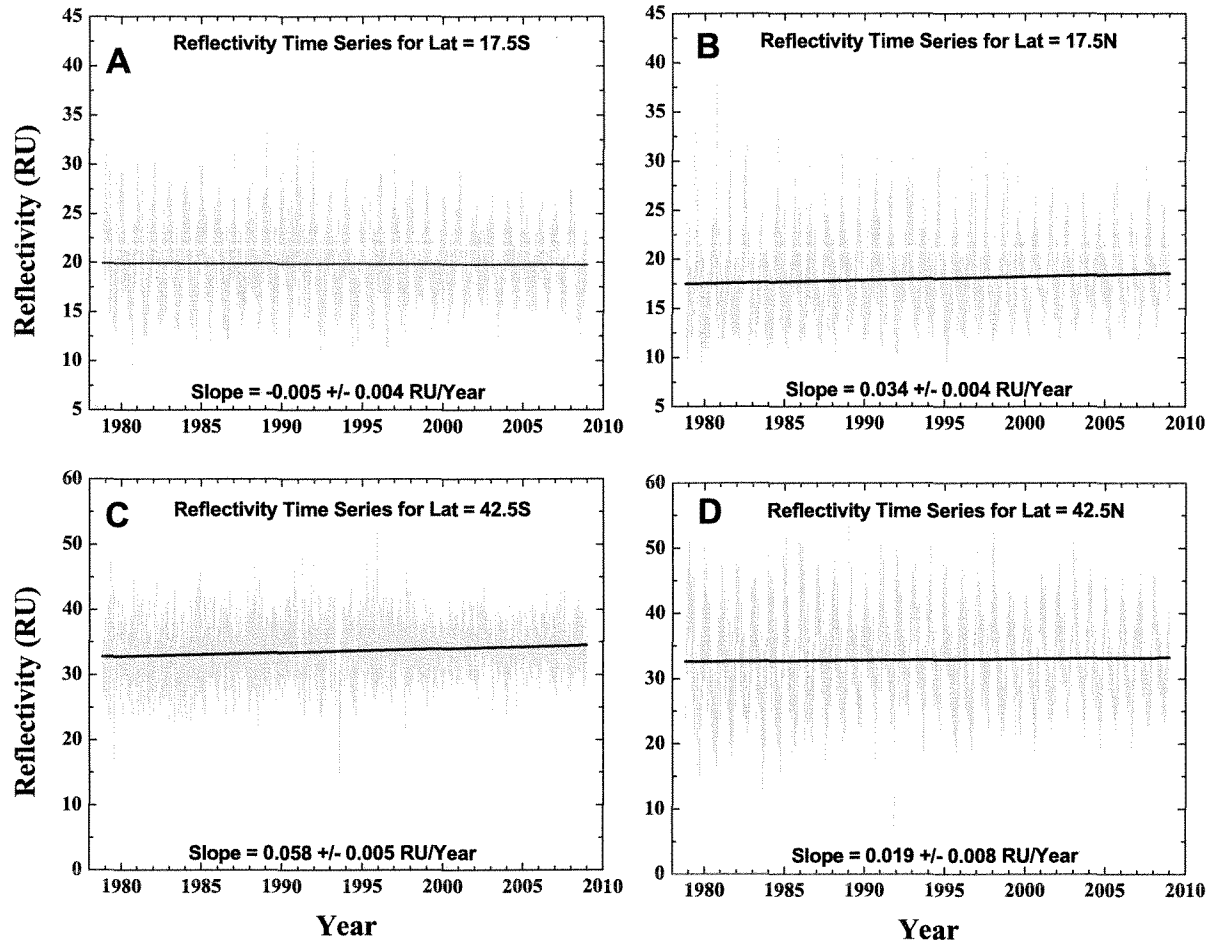 A
Reflectivity Time Series for Lat = 17.5S
Reflectivity (RU)
45
40
35
30
25
20
15
10
5
Slope = -0.005 +/- 0.004 RU/Year
1980 1985 1990 1995 2000 2005 2010
B
Reflectivity Time Series for Lat = 17.5N
45
40
35
30
25
20
15
10
5
Slope = 0.034 +/- 0.004 RU/Year
1980 1985 1990 1995 2000 2005 2010
C
Reflectivity Time Series for Lat = 42.5S
Reflectivity (RU)
60
50
40
30
20
10
0
Slope = 0.058 +/- 0.005 RU/Year
1980 1985 1990 1995 2000 2005 2010
Year
D
Reflectivity Time Series for Lat = 42.5N
60
50
40
30
20
10
0
Slope = 0.019 +/- 0.008 RU/Year
1980 1985 1990 1995 2000 2005 2010
Year